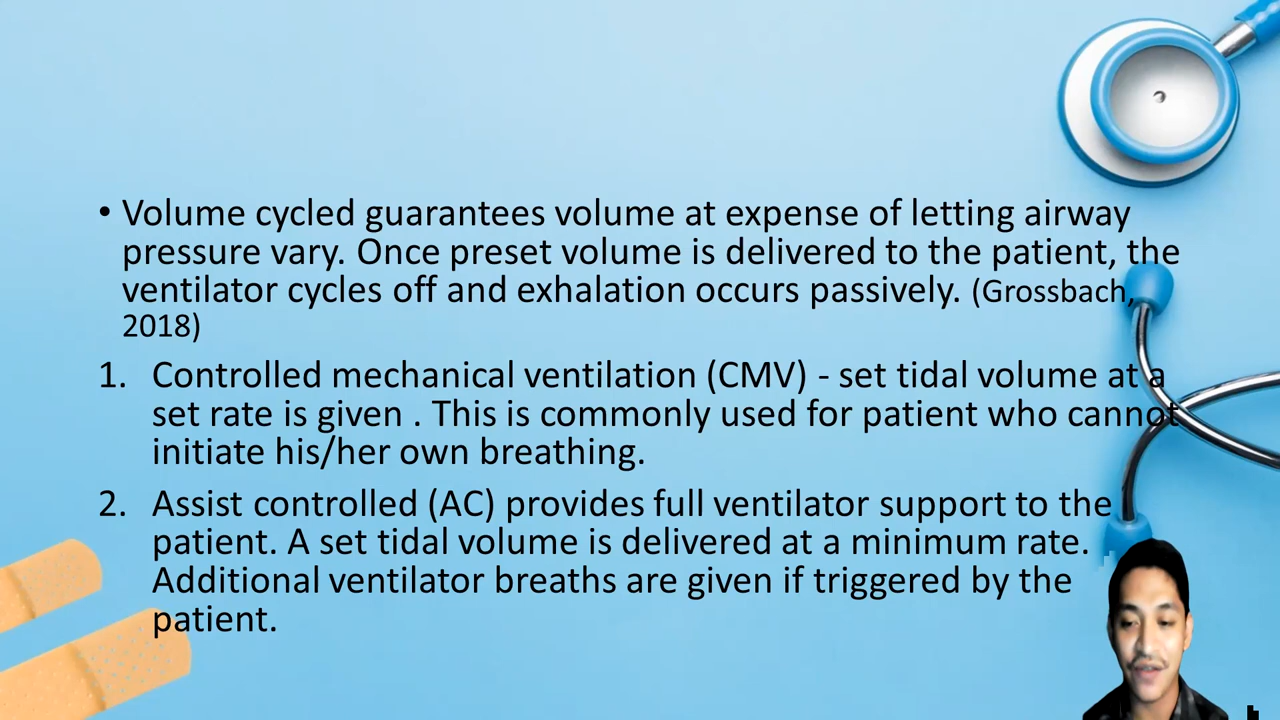 • Volume cycled guarantees volume at expense of letting airway
pressure vary. Once preset volume is delivered to the patient, the
ventilator cycles off and exhalation occurs passively. (Grossbach,
2018)
1. Controlled mechanical ventilation (CMV) - set tidal volume at a
set rate is given . This is commonly used for patient who cannot
initiate his/her own breathing.
2. Assist controlled (AC) provides full ventilator support to the
patient. A set tidal volume is delivered at a minimum rate.
Additional ventilator breaths are given if triggered by the
patient.